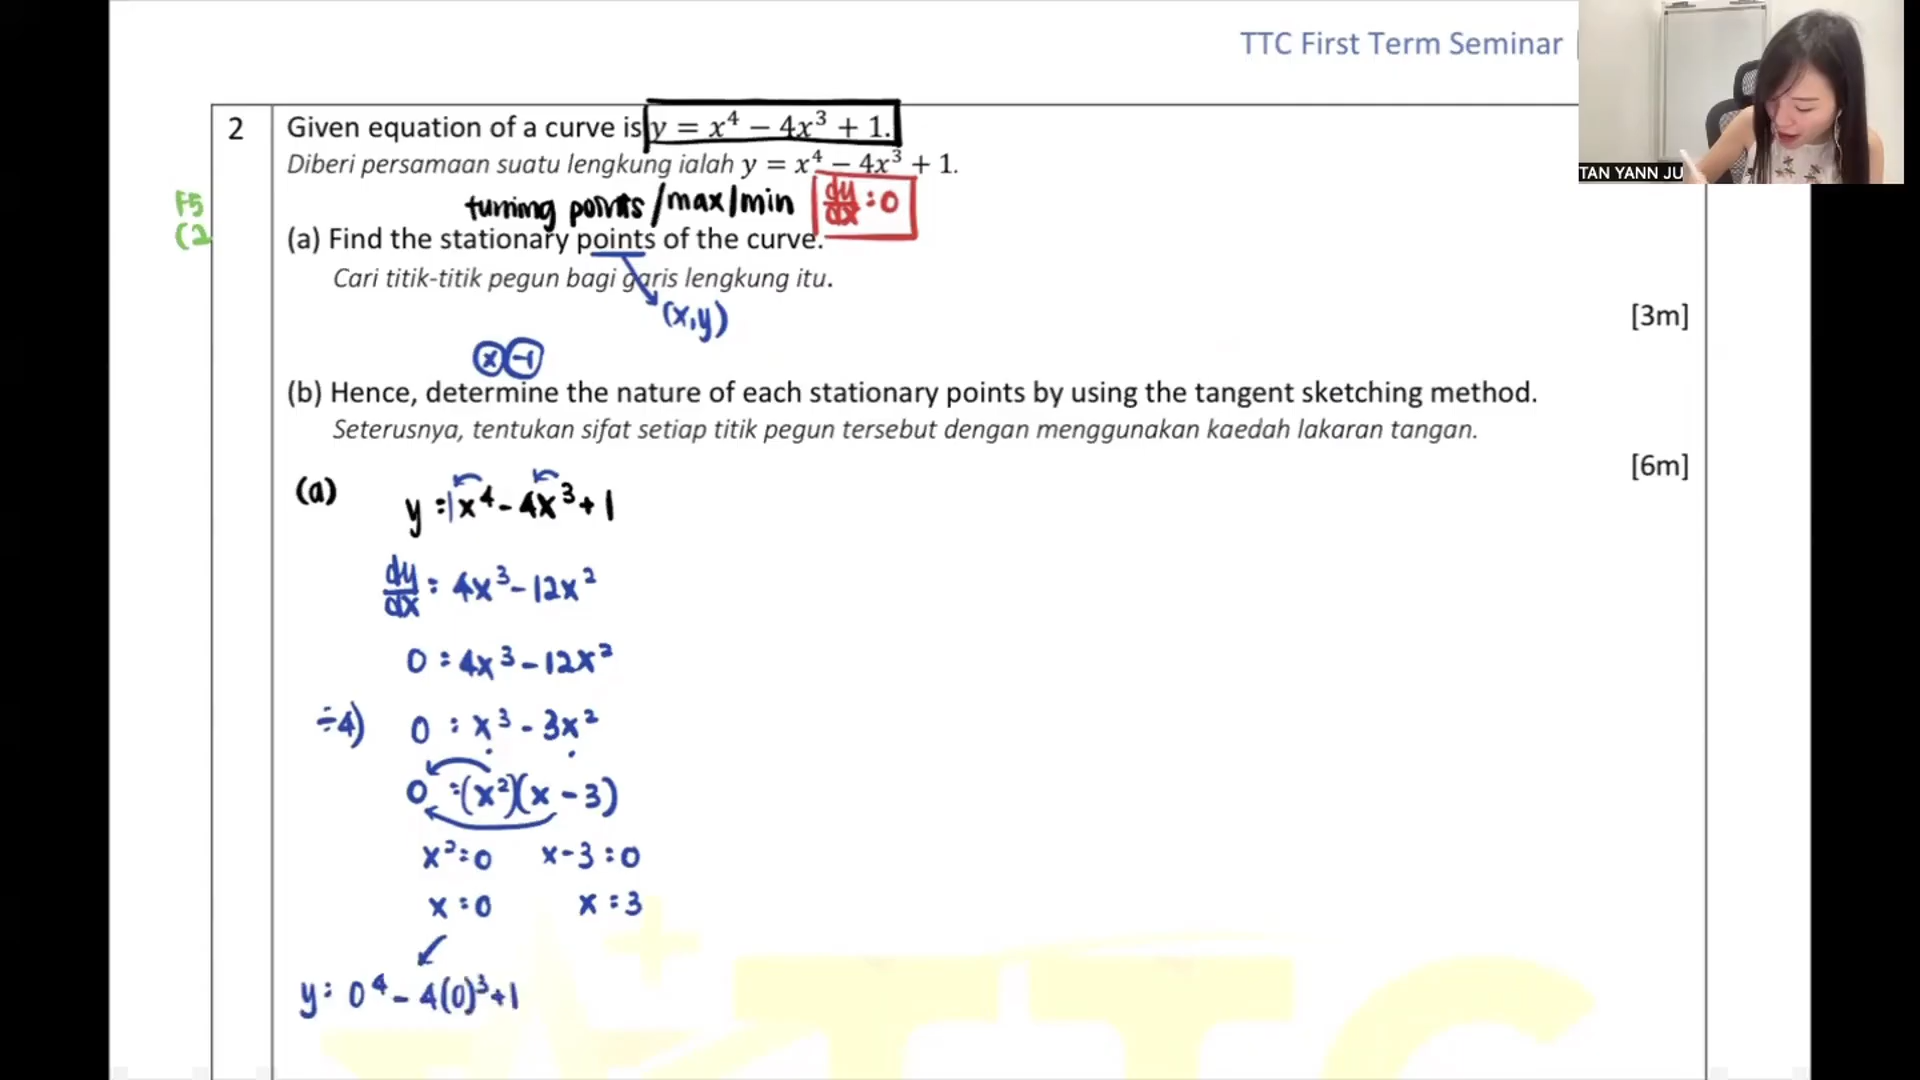 TTC First Term Seminar
TAN YANN JU
2
Given equation of a curve is y = x⁴ − 4x³ + 1.
Diberi persamaan suatu lengkung ialah y = x⁴ − 4x³ + 1.
F5
turning points/max/min dy/dx = 0
(a) Find the stationary points of the curve.
Cari titik-titik pegun bagi garis lengkung itu.
(x,y)
[3m]
x -1
(b) Hence, determine the nature of each stationary points by using the tangent sketching method.
Seterusnya, tentukan sifat setiap titik pegun tersebut dengan menggunakan kaedah lakaran tangan.
[6m]
(a) y = 1x⁴ - 4x³ + 1
dy/dx = 4x³ - 12x²
0 = 4x³ - 12x²
÷4) 0 = x³ - 3x²
0 = (x²)(x - 3)
x² = 0 x - 3 = 0
x = 0 x = 3
y = 0⁴ - 4(0)³ + 1
TTC